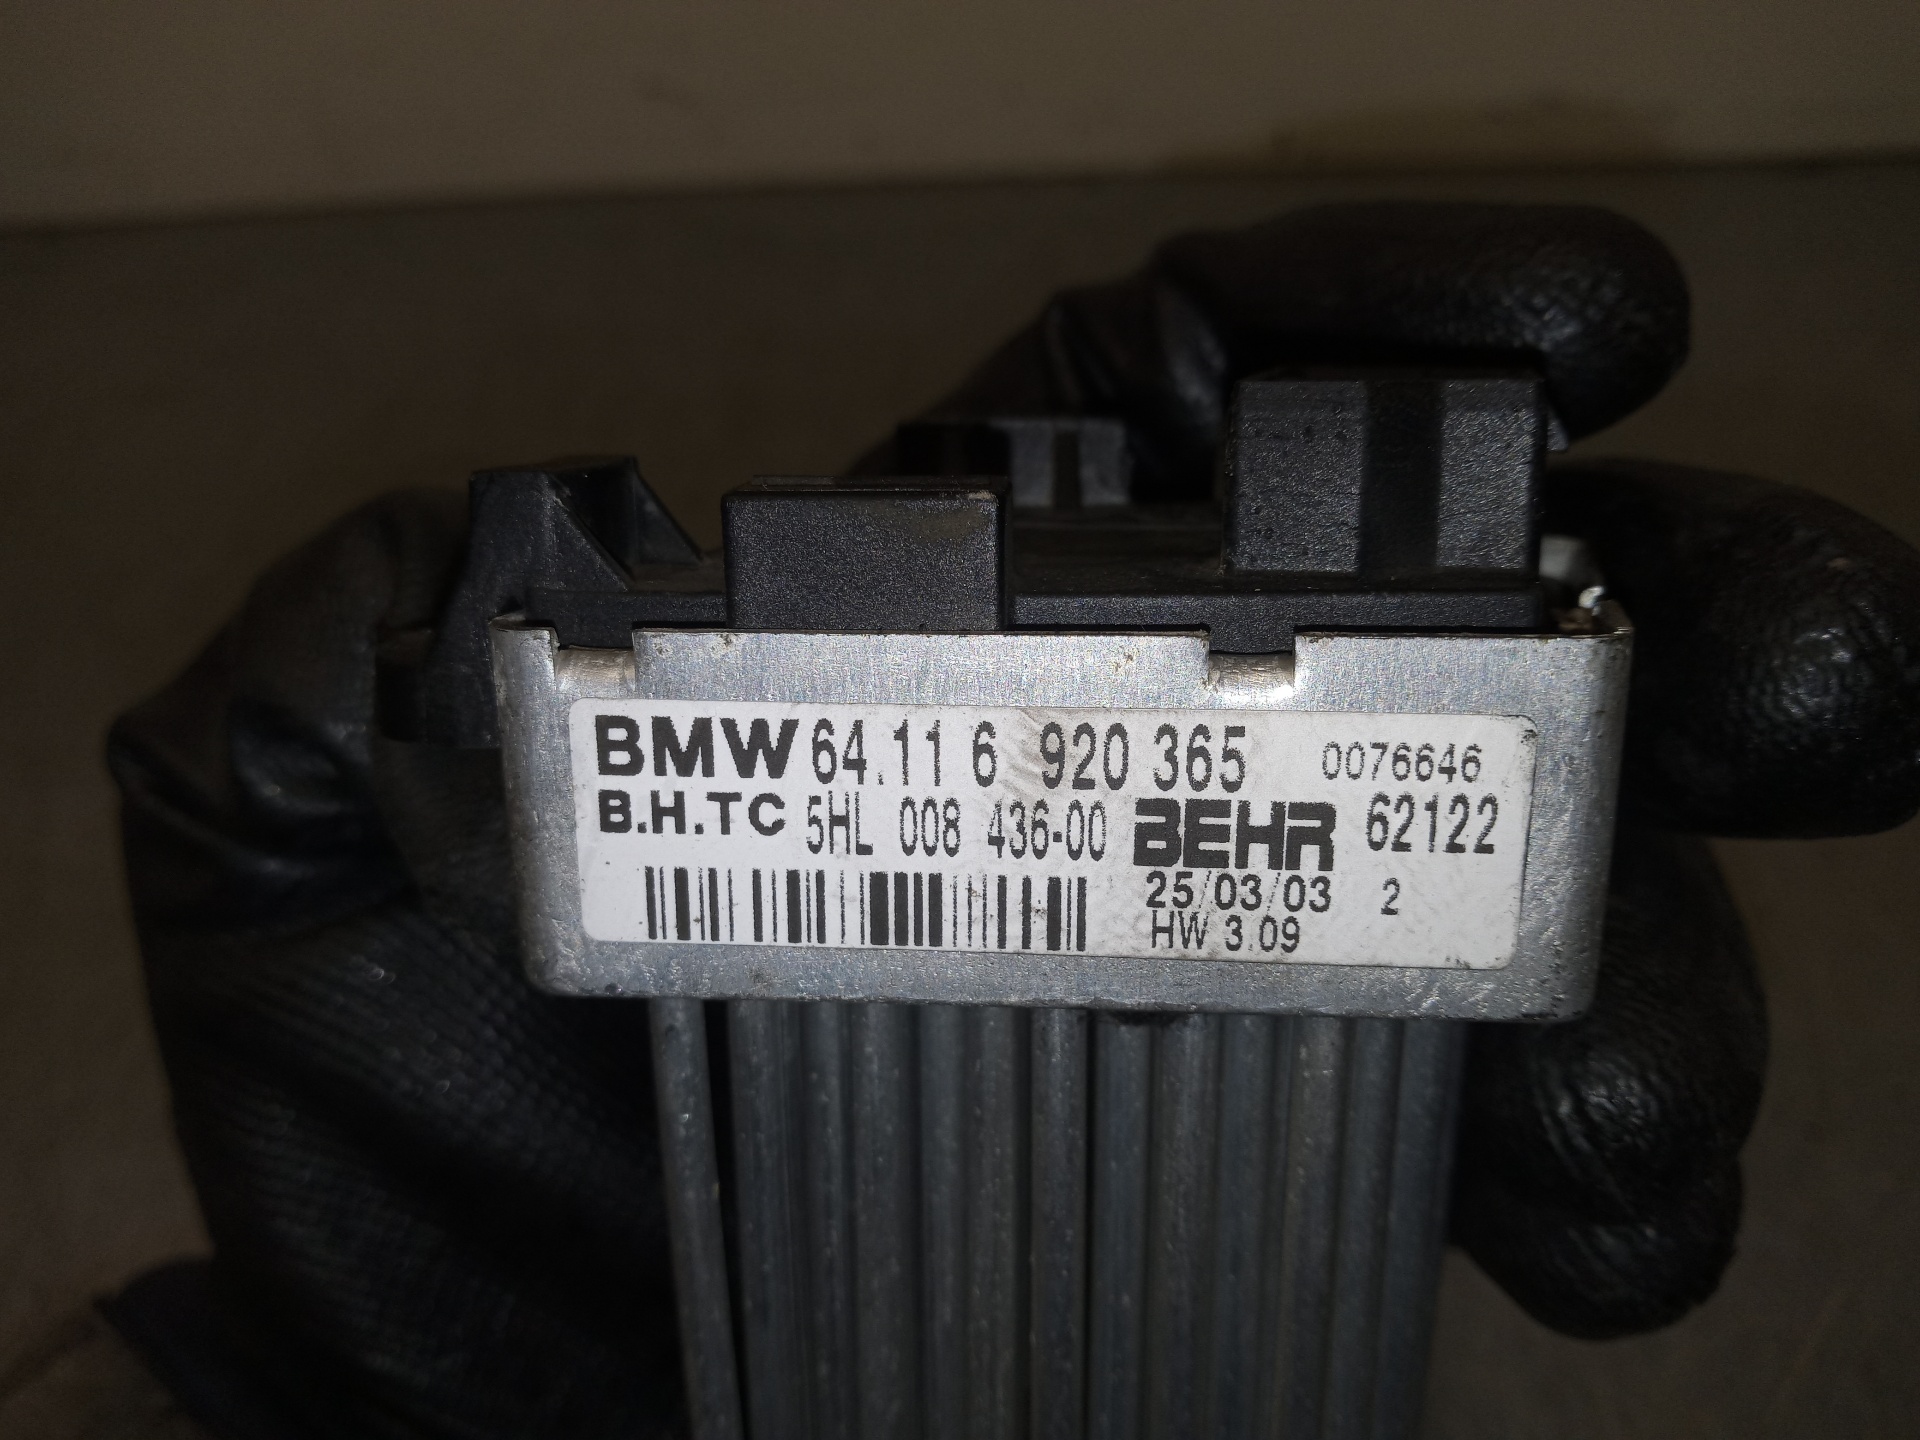 BMW 64.11 6 920 365 0076646
B.H.TC 5HL 008 436-00 BEHR 62122
25/03/03 2
HW 3.09